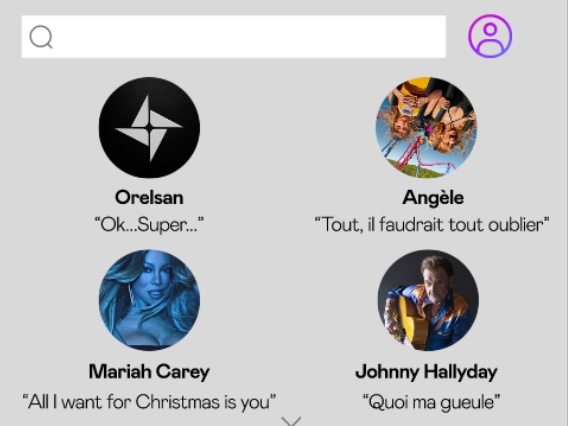 Orelsan
“Ok...Super...”
Angèle
“Tout, il faudrait tout oublier”
Mariah Carey
“All I want for Christmas is you”
Johnny Hallyday
“Quoi ma gueule”